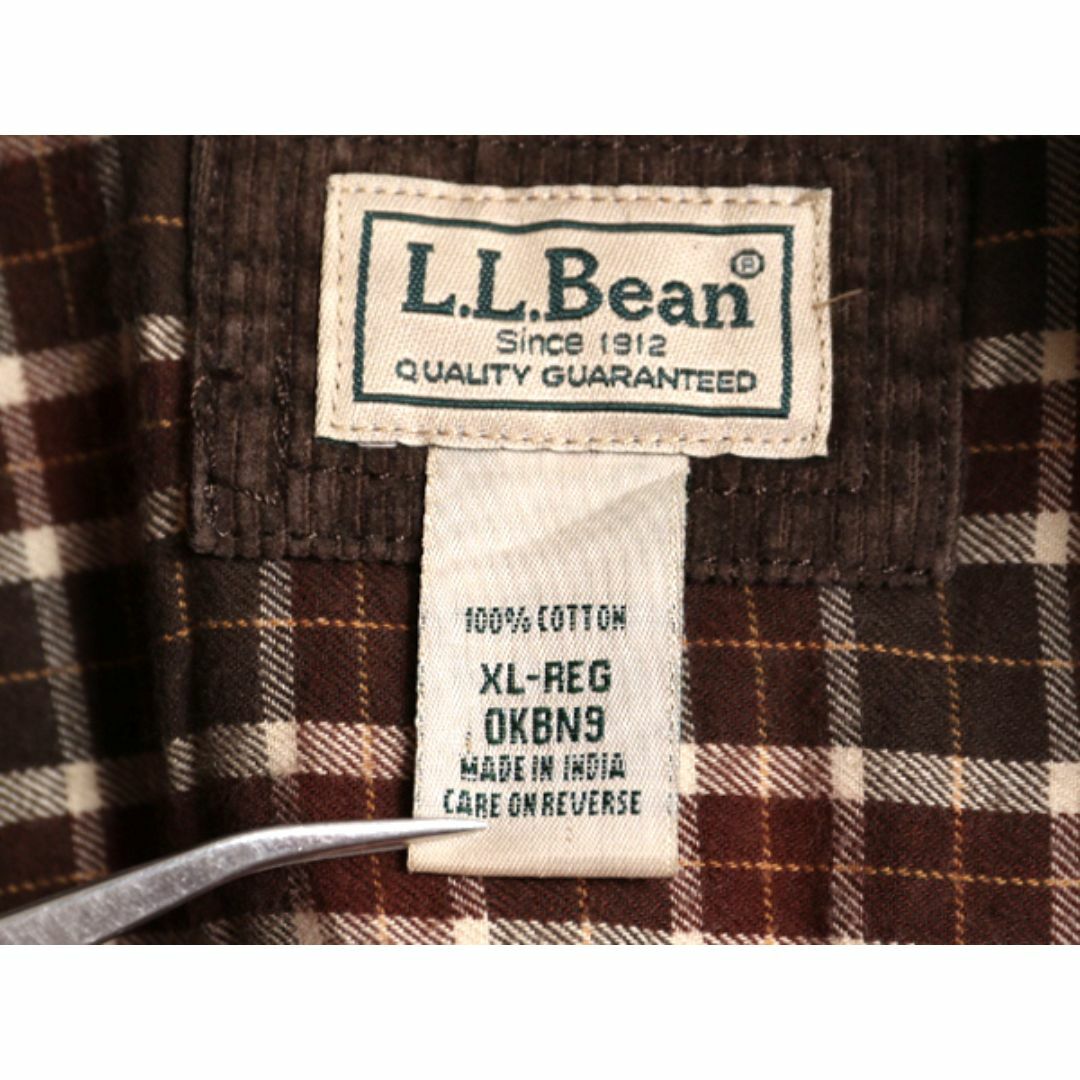 L.L.Bean®
Since 1912
QUALITY GUARANTEED
100% COTTON
XL-REG
0KBN9
MADE IN INDIA
CARE ON REVERSE